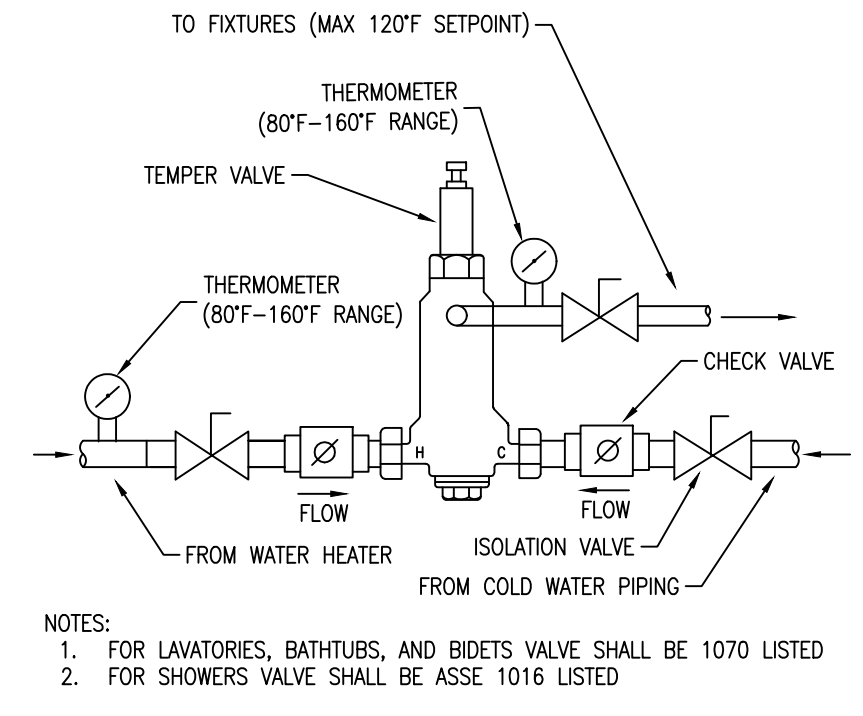 TO FIXTURES (MAX 120°F SETPOINT)
THERMOMETER
(80°F-160°F RANGE)
TEMPER VALVE
THERMOMETER
(80°F-160°F RANGE)
CHECK VALVE
H
C
FLOW
FLOW
FROM WATER HEATER
ISOLATION VALVE
FROM COLD WATER PIPING
NOTES:
1. FOR LAVATORIES, BATHTUBS, AND BIDETS VALVE SHALL BE 1070 LISTED
2. FOR SHOWERS VALVE SHALL BE ASSE 1016 LISTED